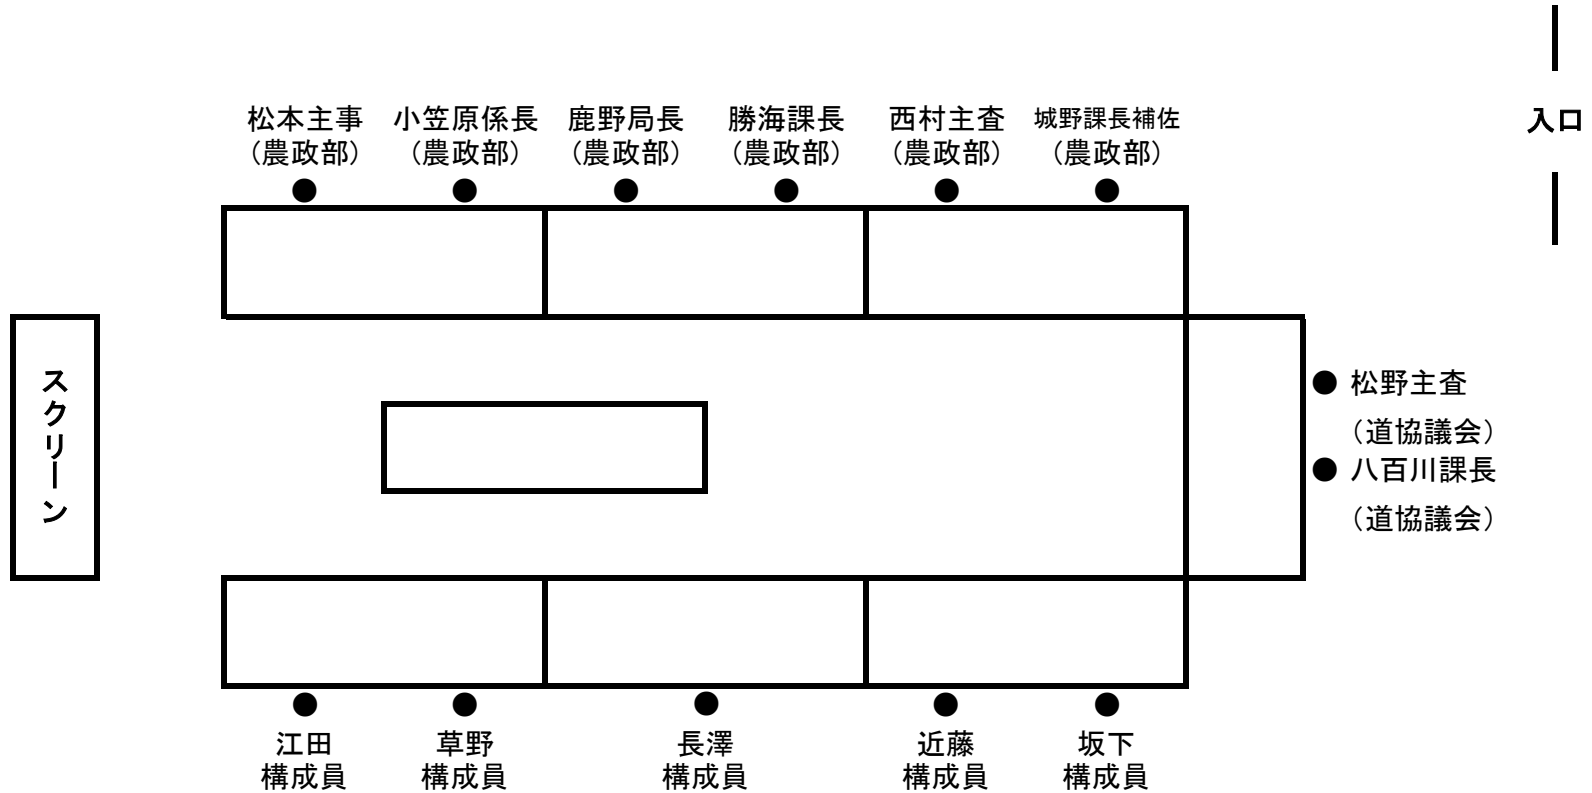 入口
松本主事
（農政部）
小笠原係長
（農政部）
鹿野局長
（農政部）
勝海課長
（農政部）
西村主査
（農政部）
城野課長補佐
（農政部）
スクリーン
松野主査
（道協議会）
八百川課長
（道協議会）
江田
構成員
草野
構成員
長澤
構成員
近藤
構成員
坂下
構成員